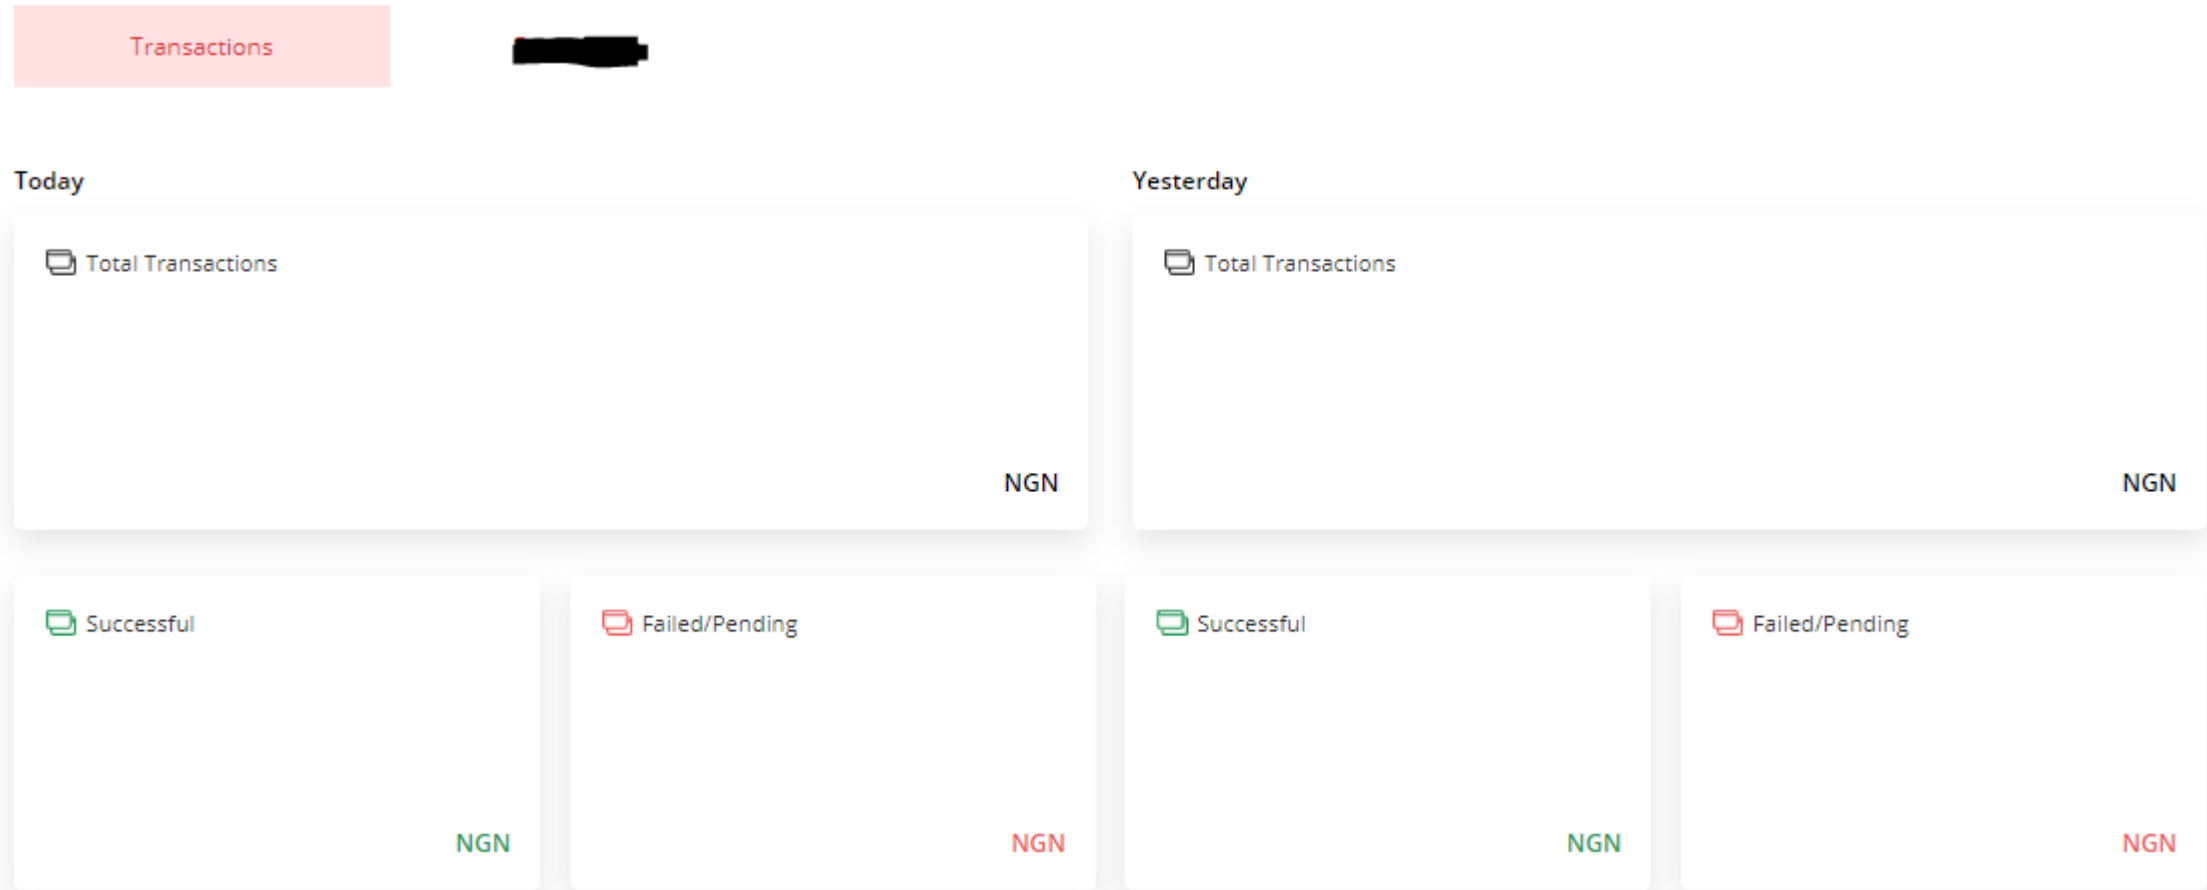 Transactions
Today
Yesterday
Total Transactions
Total Transactions
NGN
NGN
Successful
Failed/Pending
Successful
Failed/Pending
NGN
NGN
NGN
NGN